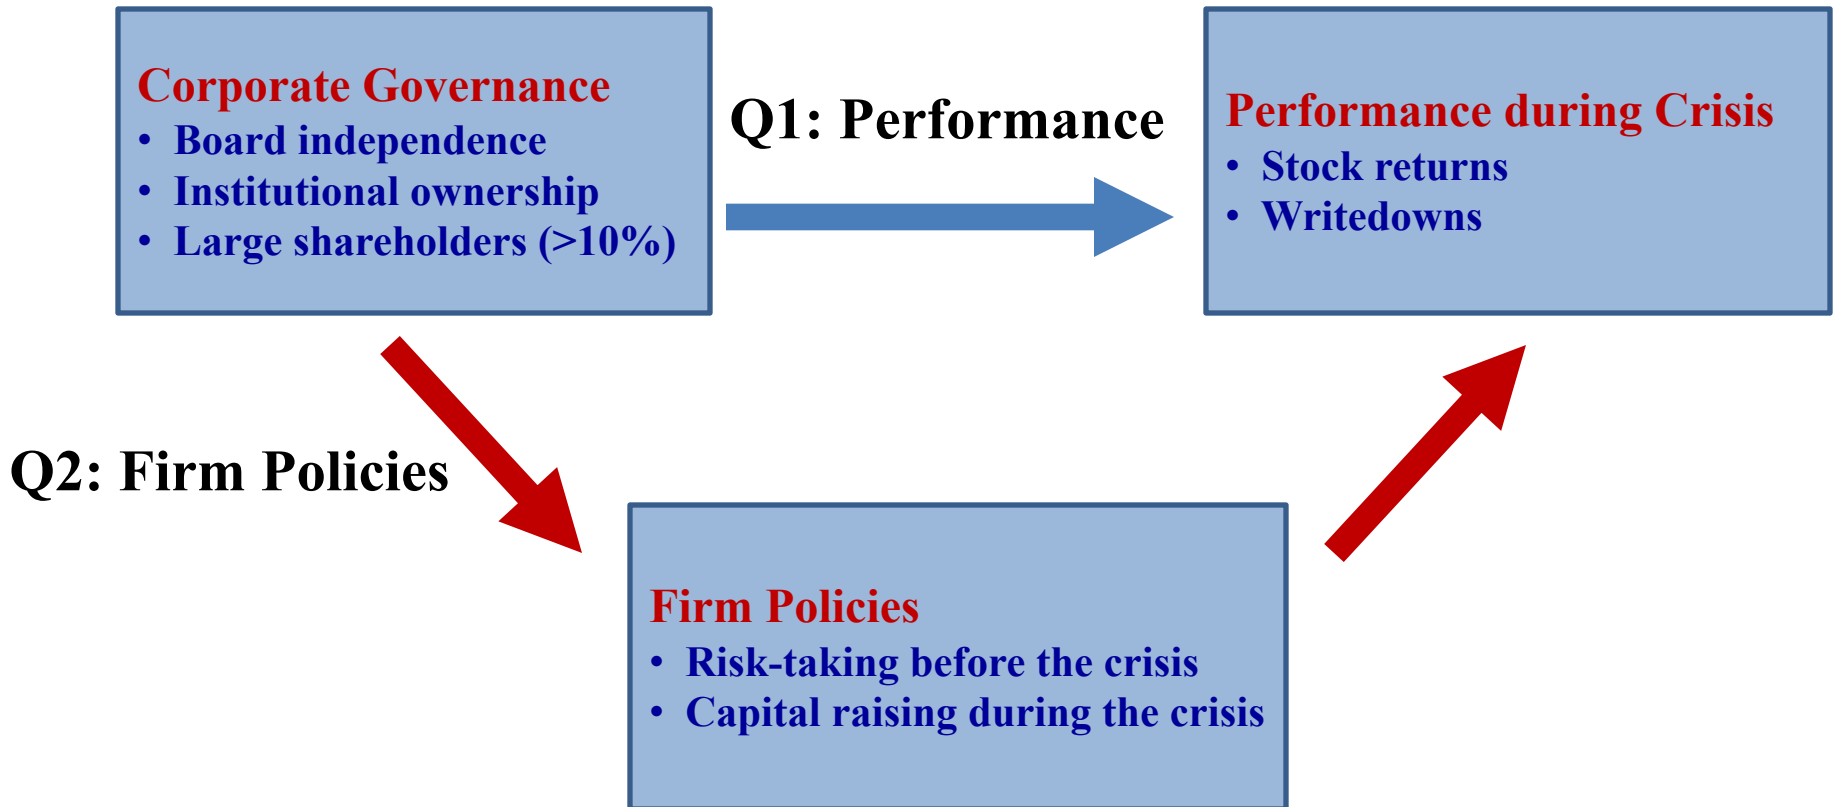 Corporate Governance
• Board independence
• Institutional ownership
• Large shareholders (>10%)
Q1: Performance
Performance during Crisis
• Stock returns
• Writedowns
Q2: Firm Policies
Firm Policies
• Risk-taking before the crisis
• Capital raising during the crisis